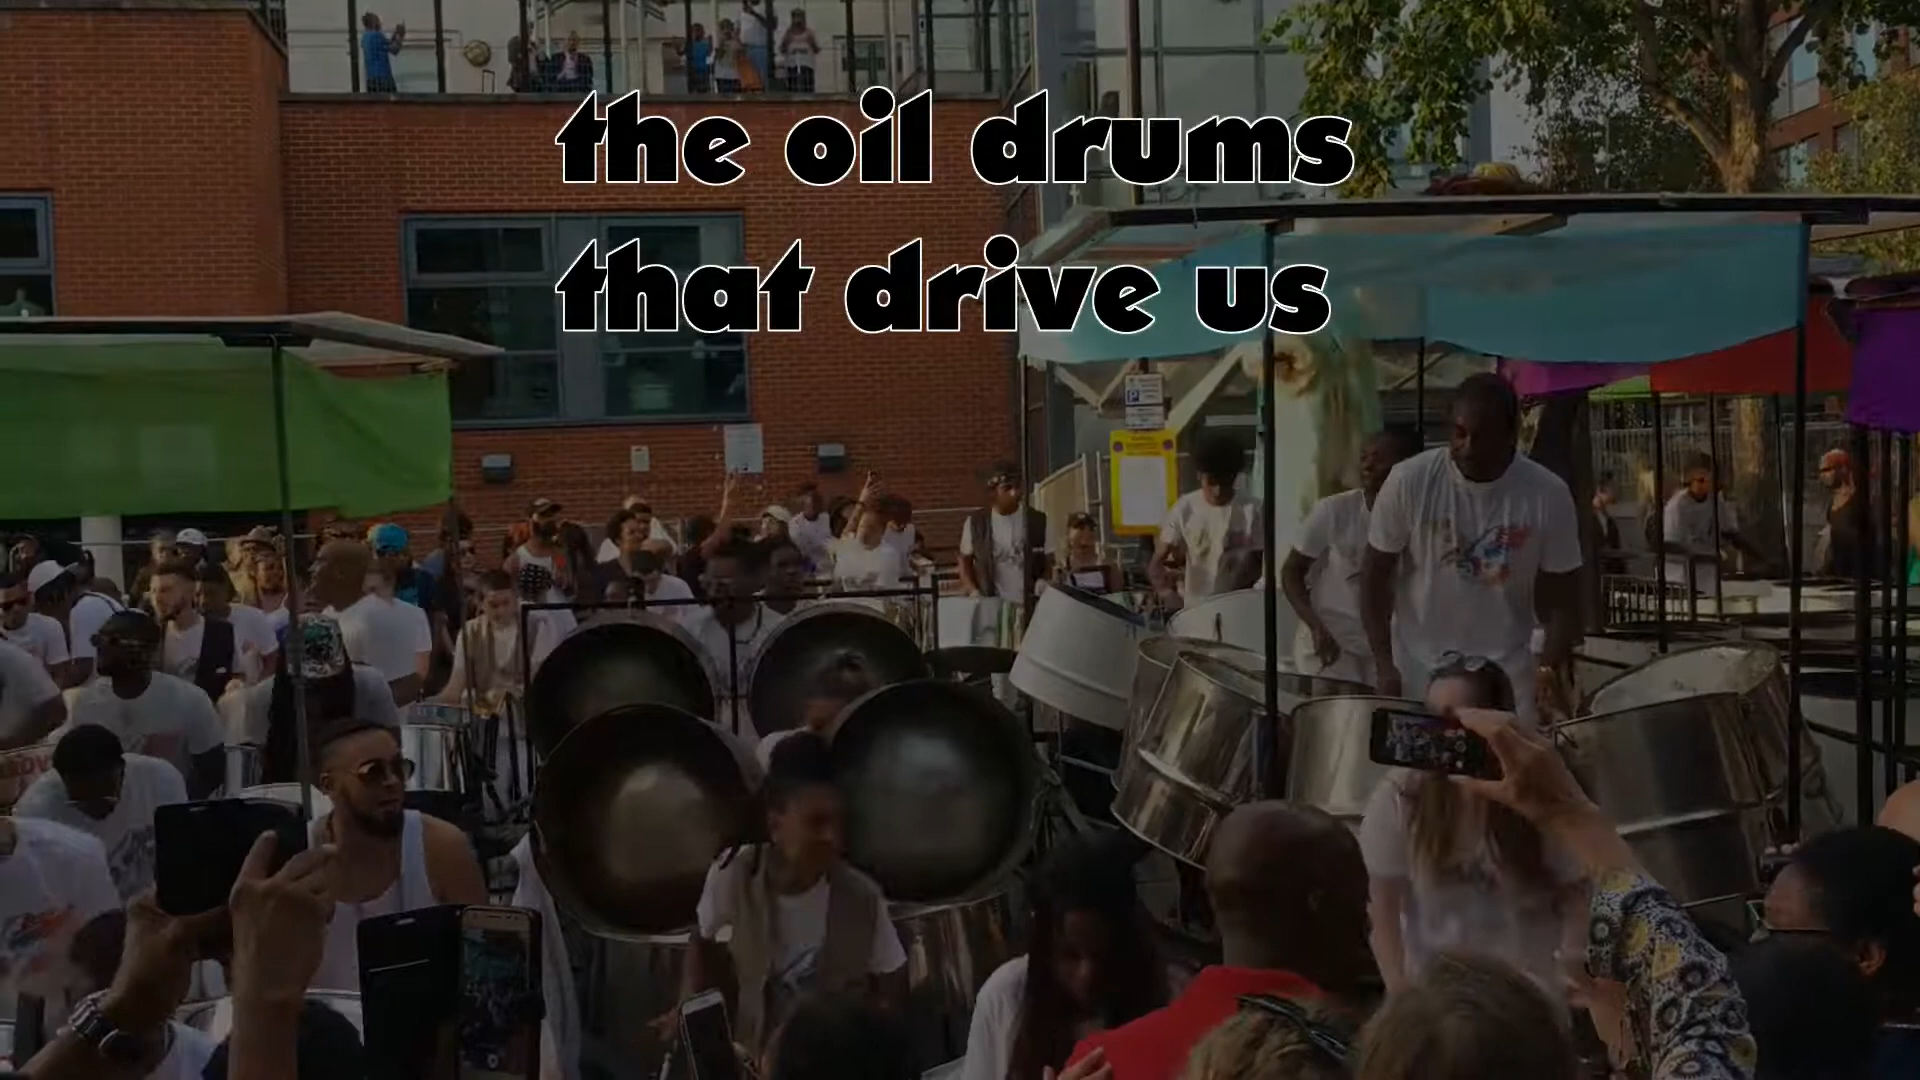 the oil drums
that drive us